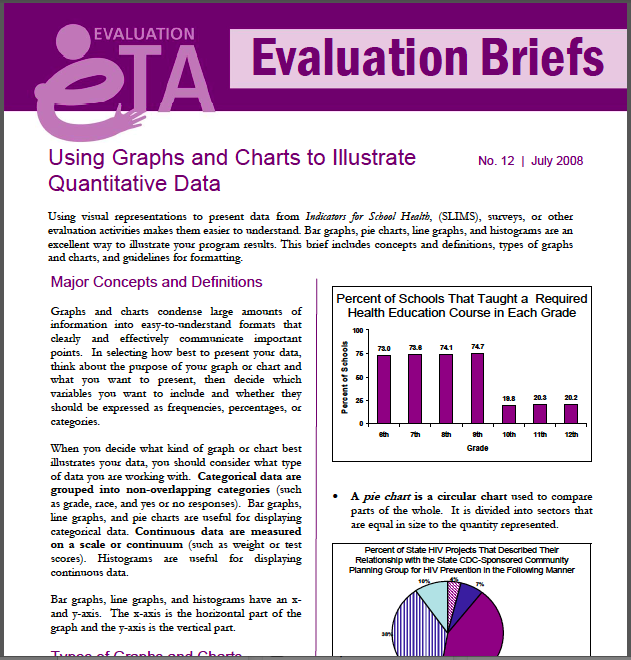 EVALUATION
eTA
Evaluation Briefs
Using Graphs and Charts to Illustrate
Quantitative Data
No. 12 | July 2008
Using visual representations to present data from Indicators for School Health, (SLIMS), surveys, or other
evaluation activities makes them easier to understand. Bar graphs, pie charts, line graphs, and histograms are an
excellent way to illustrate your program results. This brief includes concepts and definitions, types of graphs
and charts, and guidelines for formatting.
Major Concepts and Definitions
Graphs and charts condense large amounts of
information into easy-to-understand formats that
clearly and effectively communicate important
points. In selecting how best to present your data,
think about the purpose of your graph or chart and
what you want to present, then decide which
variables you want to include and whether they
should be expressed as frequencies, percentages, or
categories.
When you decide what kind of graph or chart best
illustrates your data, you should consider what type
of data you are working with. Categorical data are
grouped into non-overlapping categories (such
as grade, race, and yes or no responses). Bar graphs,
line graphs, and pie charts are useful for displaying
categorical data. Continuous data are measured
on a scale or continuum (such as weight or test
scores). Histograms are useful for displaying
continuous data.
Bar graphs, line graphs, and histograms have an x-
and y-axis. The x-axis is the horizontal part of the
graph and the y-axis is the vertical part.
Types of Graphs and Charts
Percent of Schools That Taught a Required
Health Education Course in Each Grade
Percent of Schools
100
75
50
25
0
73.0 73.6 74.1 74.7 19.8 20.3 20.2
6th 7th 8th 9th 10th 11th 12th
Grade
• A pie chart is a circular chart used to compare
parts of the whole. It is divided into sectors that
are equal in size to the quantity represented.
Percent of State HIV Projects That Described Their
Relationship with the State CDC-Sponsored Community
Planning Group for HIV Prevention in the Following Manner
10% 4% 7%
38%